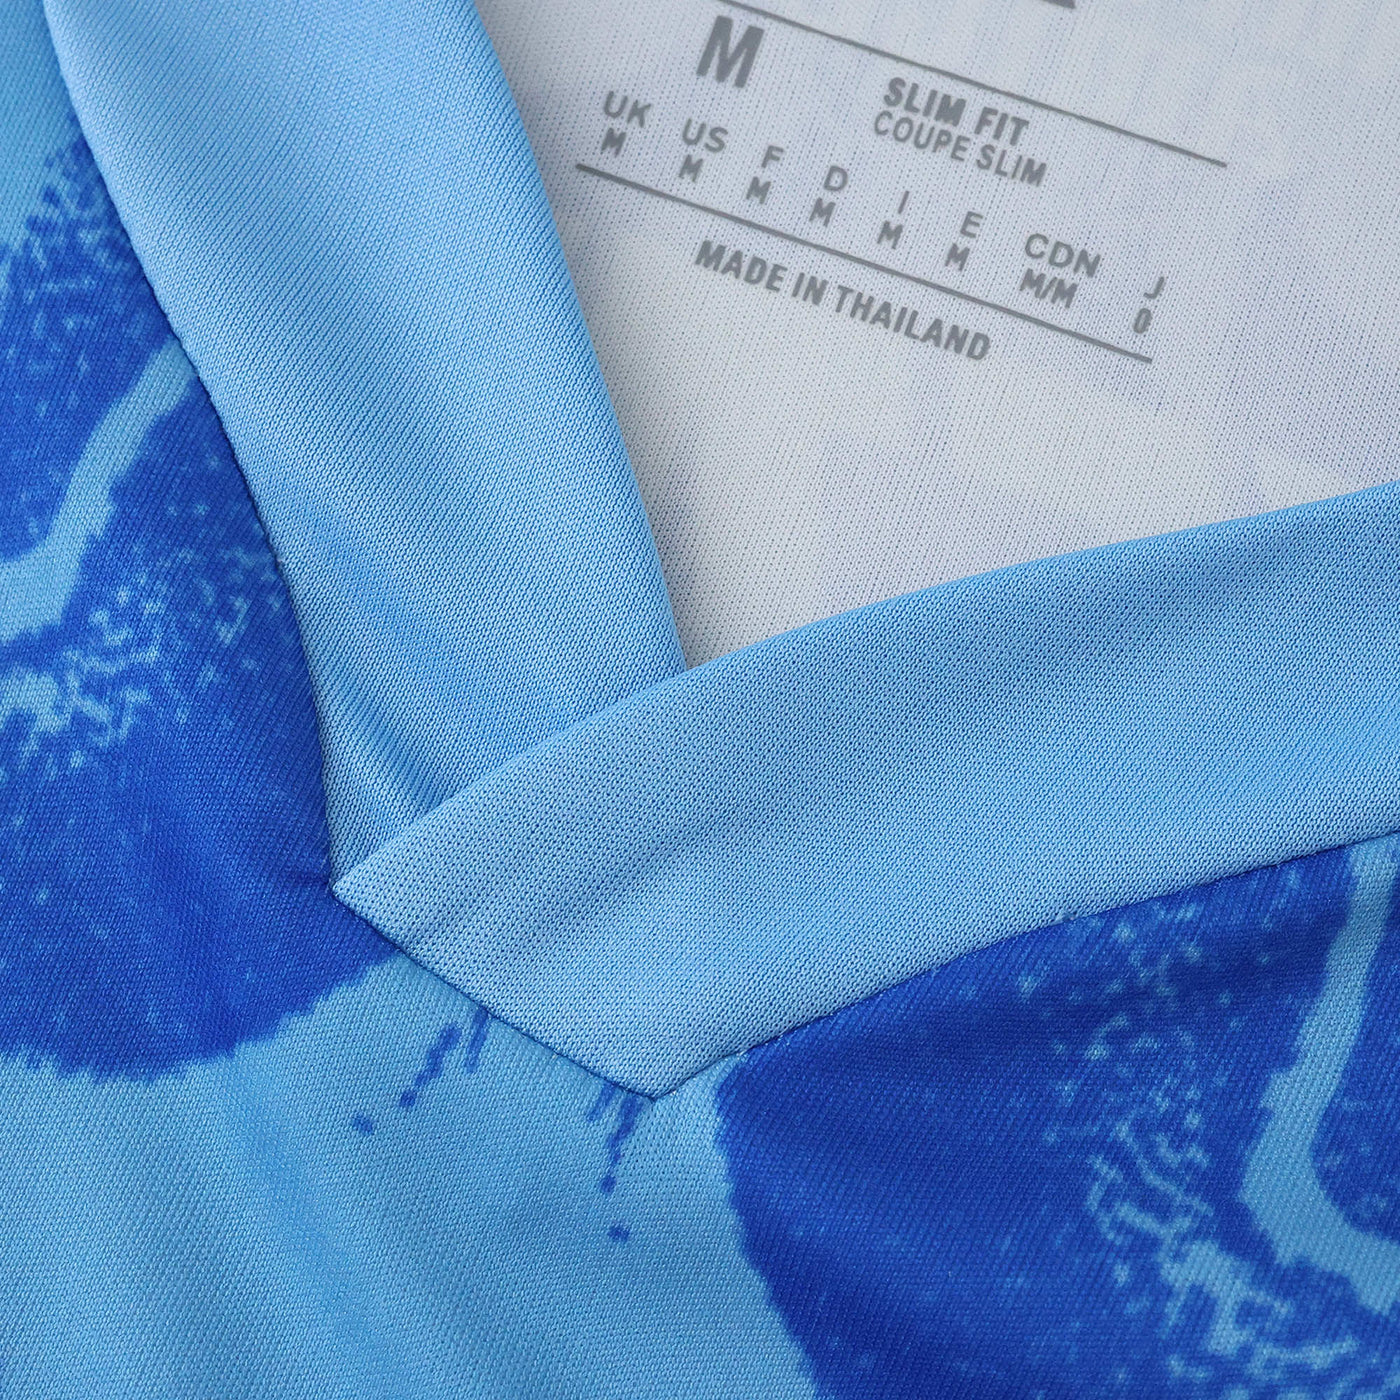 M
SLIM FIT
COUPE SLIM
UK US F D I E CDN J
M M M M M M M/M O
MADE IN THAILAND